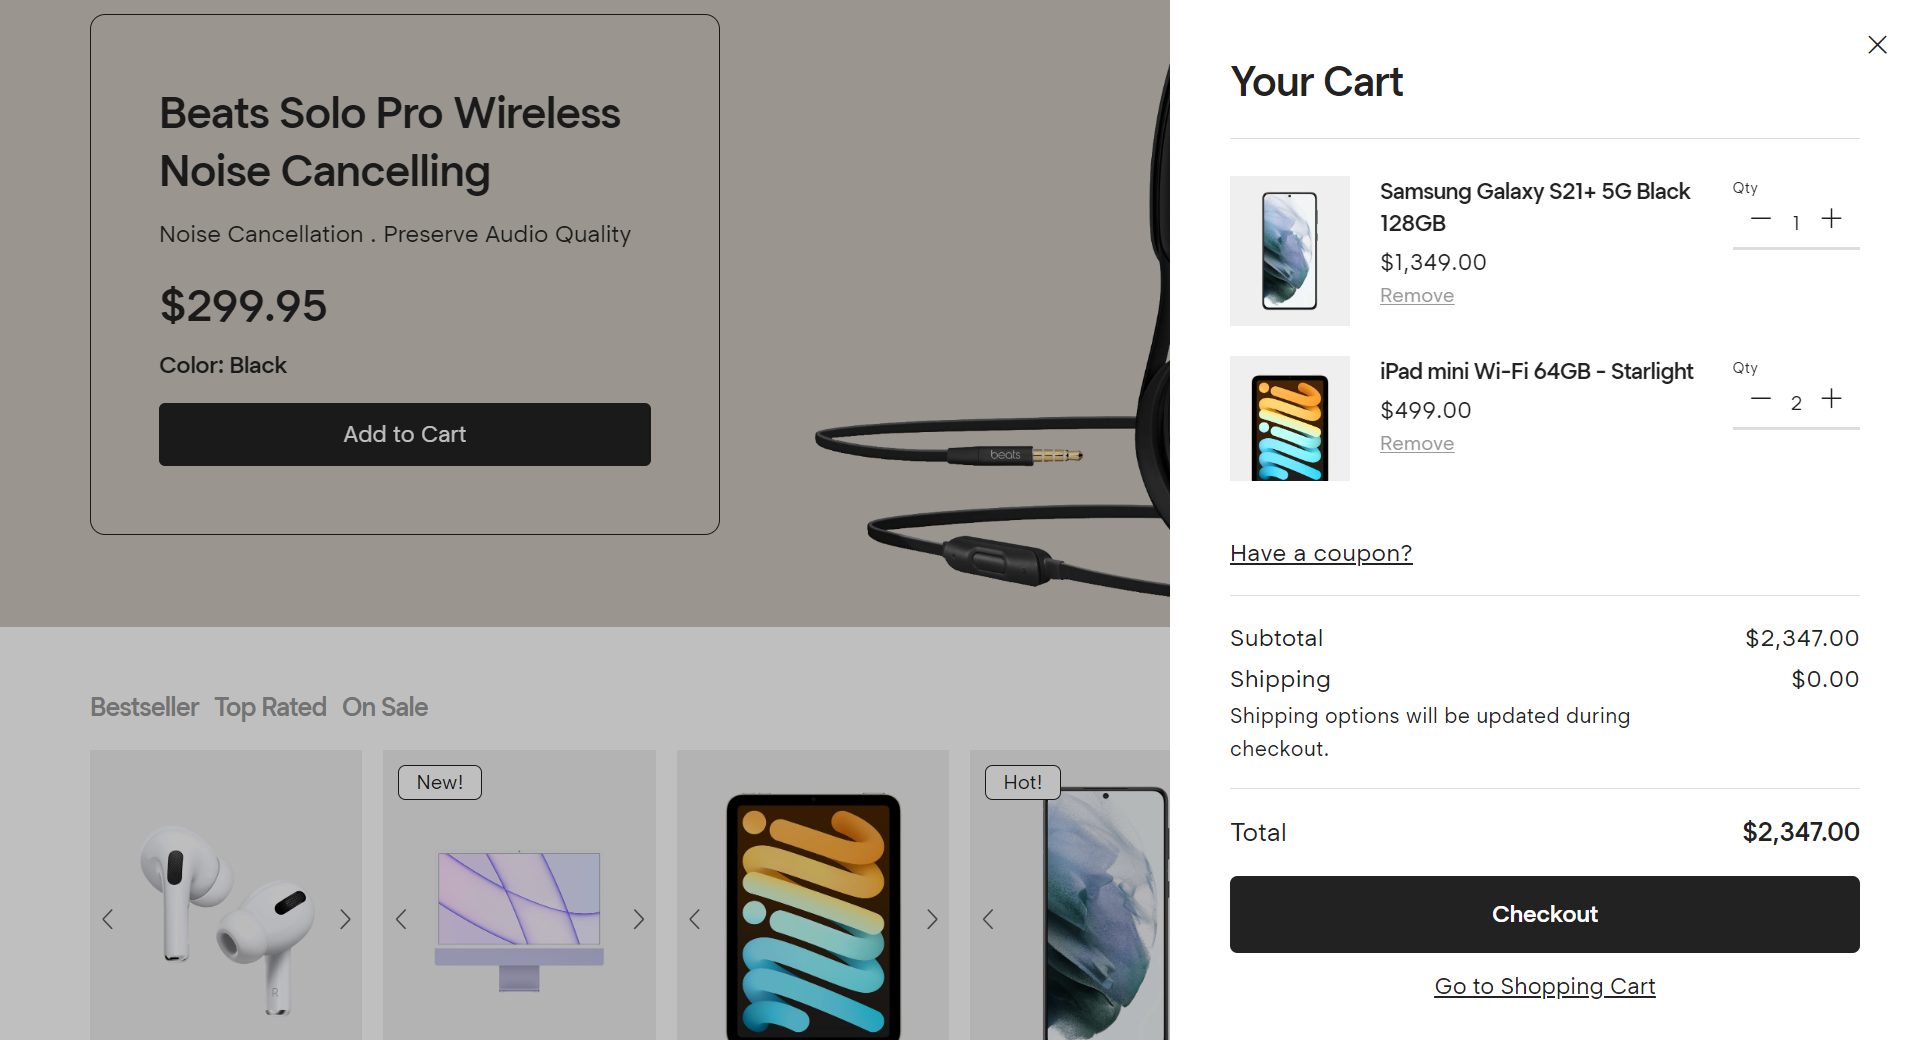 Beats Solo Pro Wireless
Noise Cancelling
Noise Cancellation . Preserve Audio Quality
$299.95
Color: Black
Add to Cart
beats
Bestseller Top Rated On Sale
New!
Hot!
R
Your Cart
Samsung Galaxy S21+ 5G Black
128GB
$1,349.00
Remove
Qty
1
iPad mini Wi-Fi 64GB - Starlight
$499.00
Remove
Qty
2
Have a coupon?
Subtotal $2,347.00
Shipping $0.00
Shipping options will be updated during
checkout.
Total $2,347.00
Checkout
Go to Shopping Cart